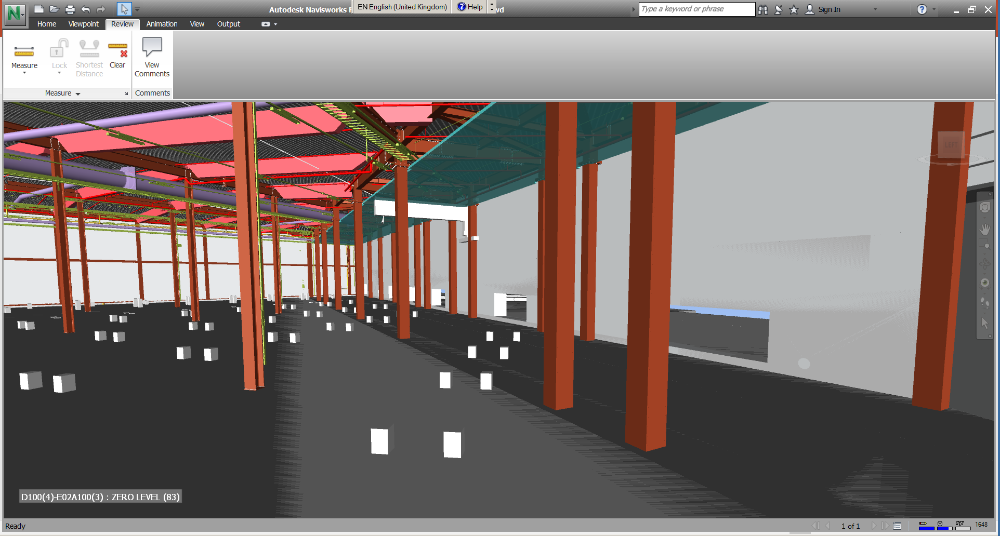 Autodesk Navisworks
EN English (United Kingdom)
Help
Type a keyword or phrase
Sign In
Home
Viewpoint
Review
Animation
View
Output
Measure
Lock
Shortest
Distance
Clear
View
Comments
Measure
Comments
LEFT
D100(4)-E02A100(3) : ZERO LEVEL (83)
Ready
1 of 1
1648